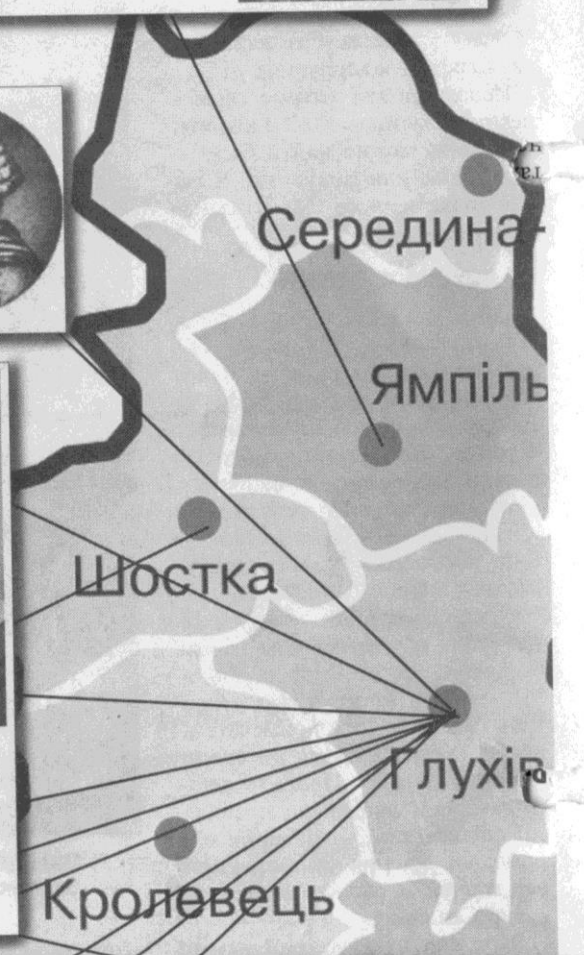 Середина-
Ямпіль
Шостка
Глухів
Кролевець